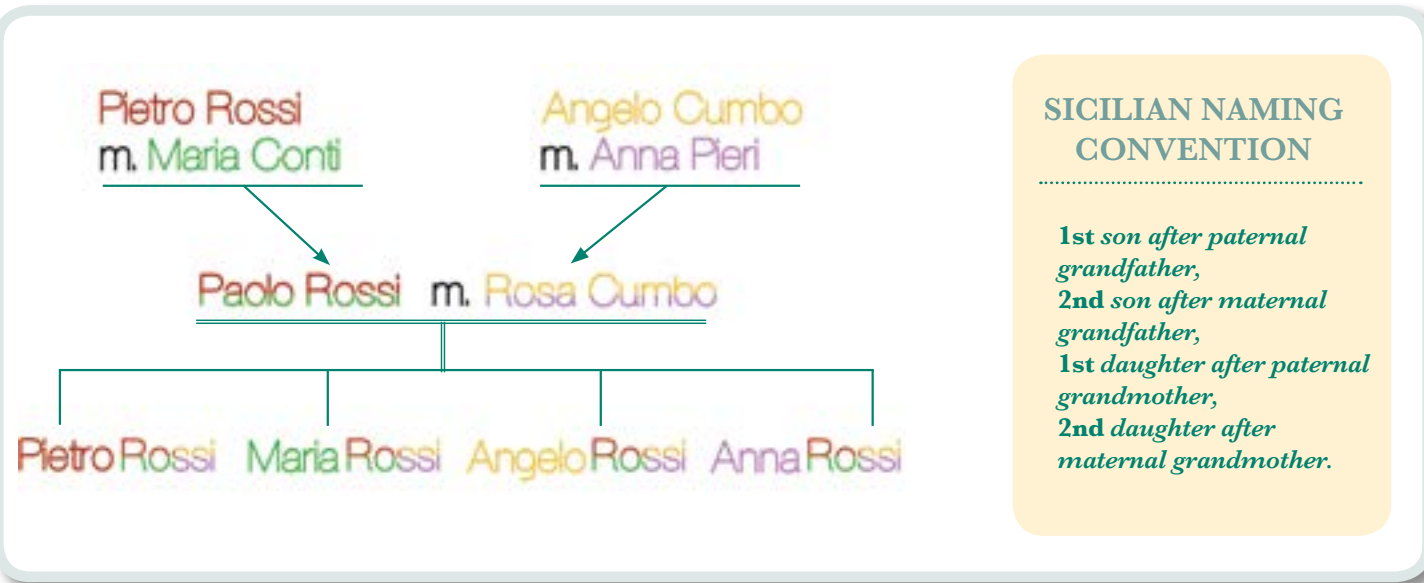 Pietro Rossi
m. Maria Conti
Angelo Cumbo
m. Anna Pieri
Paolo Rossi m. Rosa Cumbo
Pietro Rossi Maria Rossi Angelo Rossi Anna Rossi
SICILIAN NAMING
CONVENTION
1st son after paternal
grandfather,
2nd son after maternal
grandfather,
1st daughter after paternal
grandmother,
2nd daughter after
maternal grandmother.